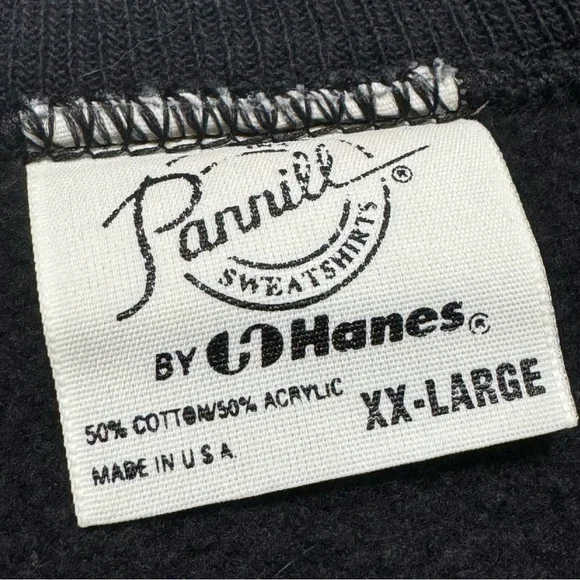 Pannill®
SWEATSHIRTS
BY Hanes®
50% COTTON/50% ACRYLIC
XX-LARGE
MADE IN U S A